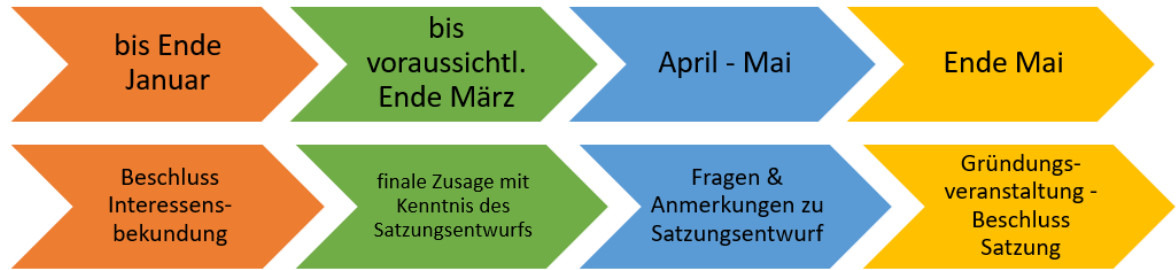 bis Ende
Januar
bis
voraussichtl.
Ende März
April - Mai
Ende Mai
Beschluss
Interessens-
bekundung
finale Zusage mit
Kenntnis des
Satzungsentwurfs
Fragen &
Anmerkungen zu
Satzungsentwurf
Gründungs-
veranstaltung -
Beschluss
Satzung